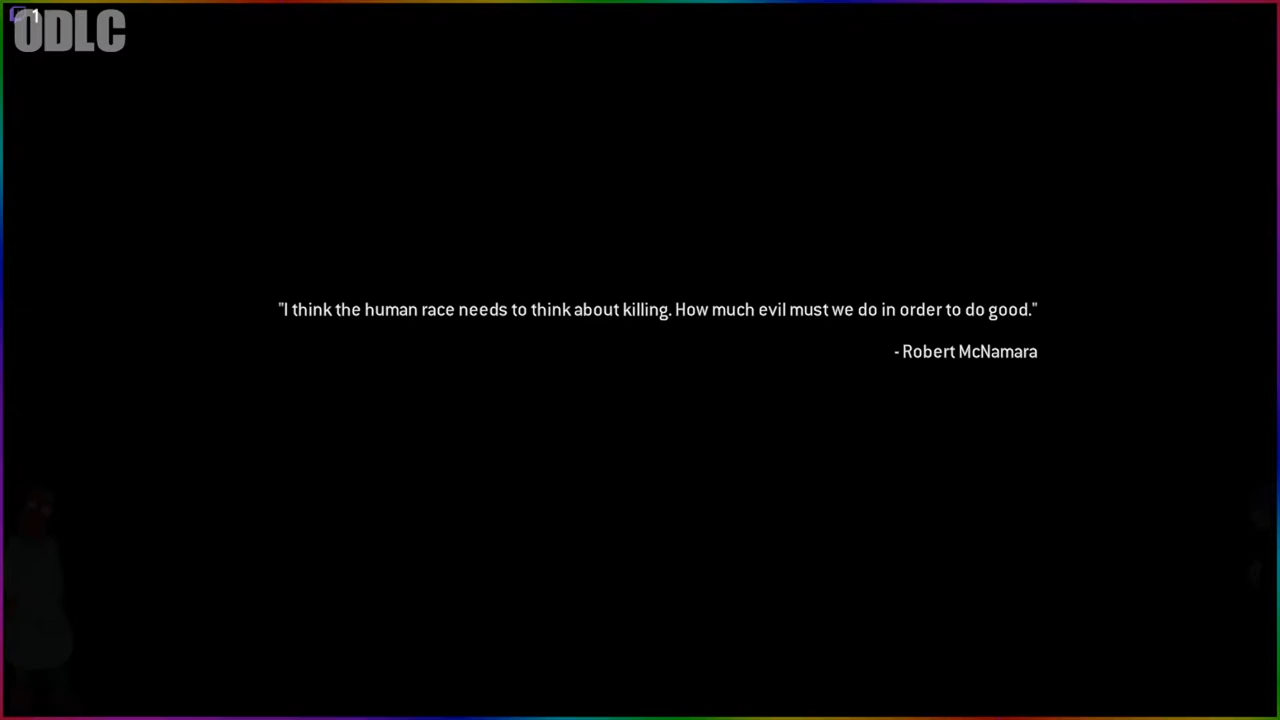 1
ODLC
"I think the human race needs to think about killing. How much evil must we do in order to do good."
- Robert McNamara